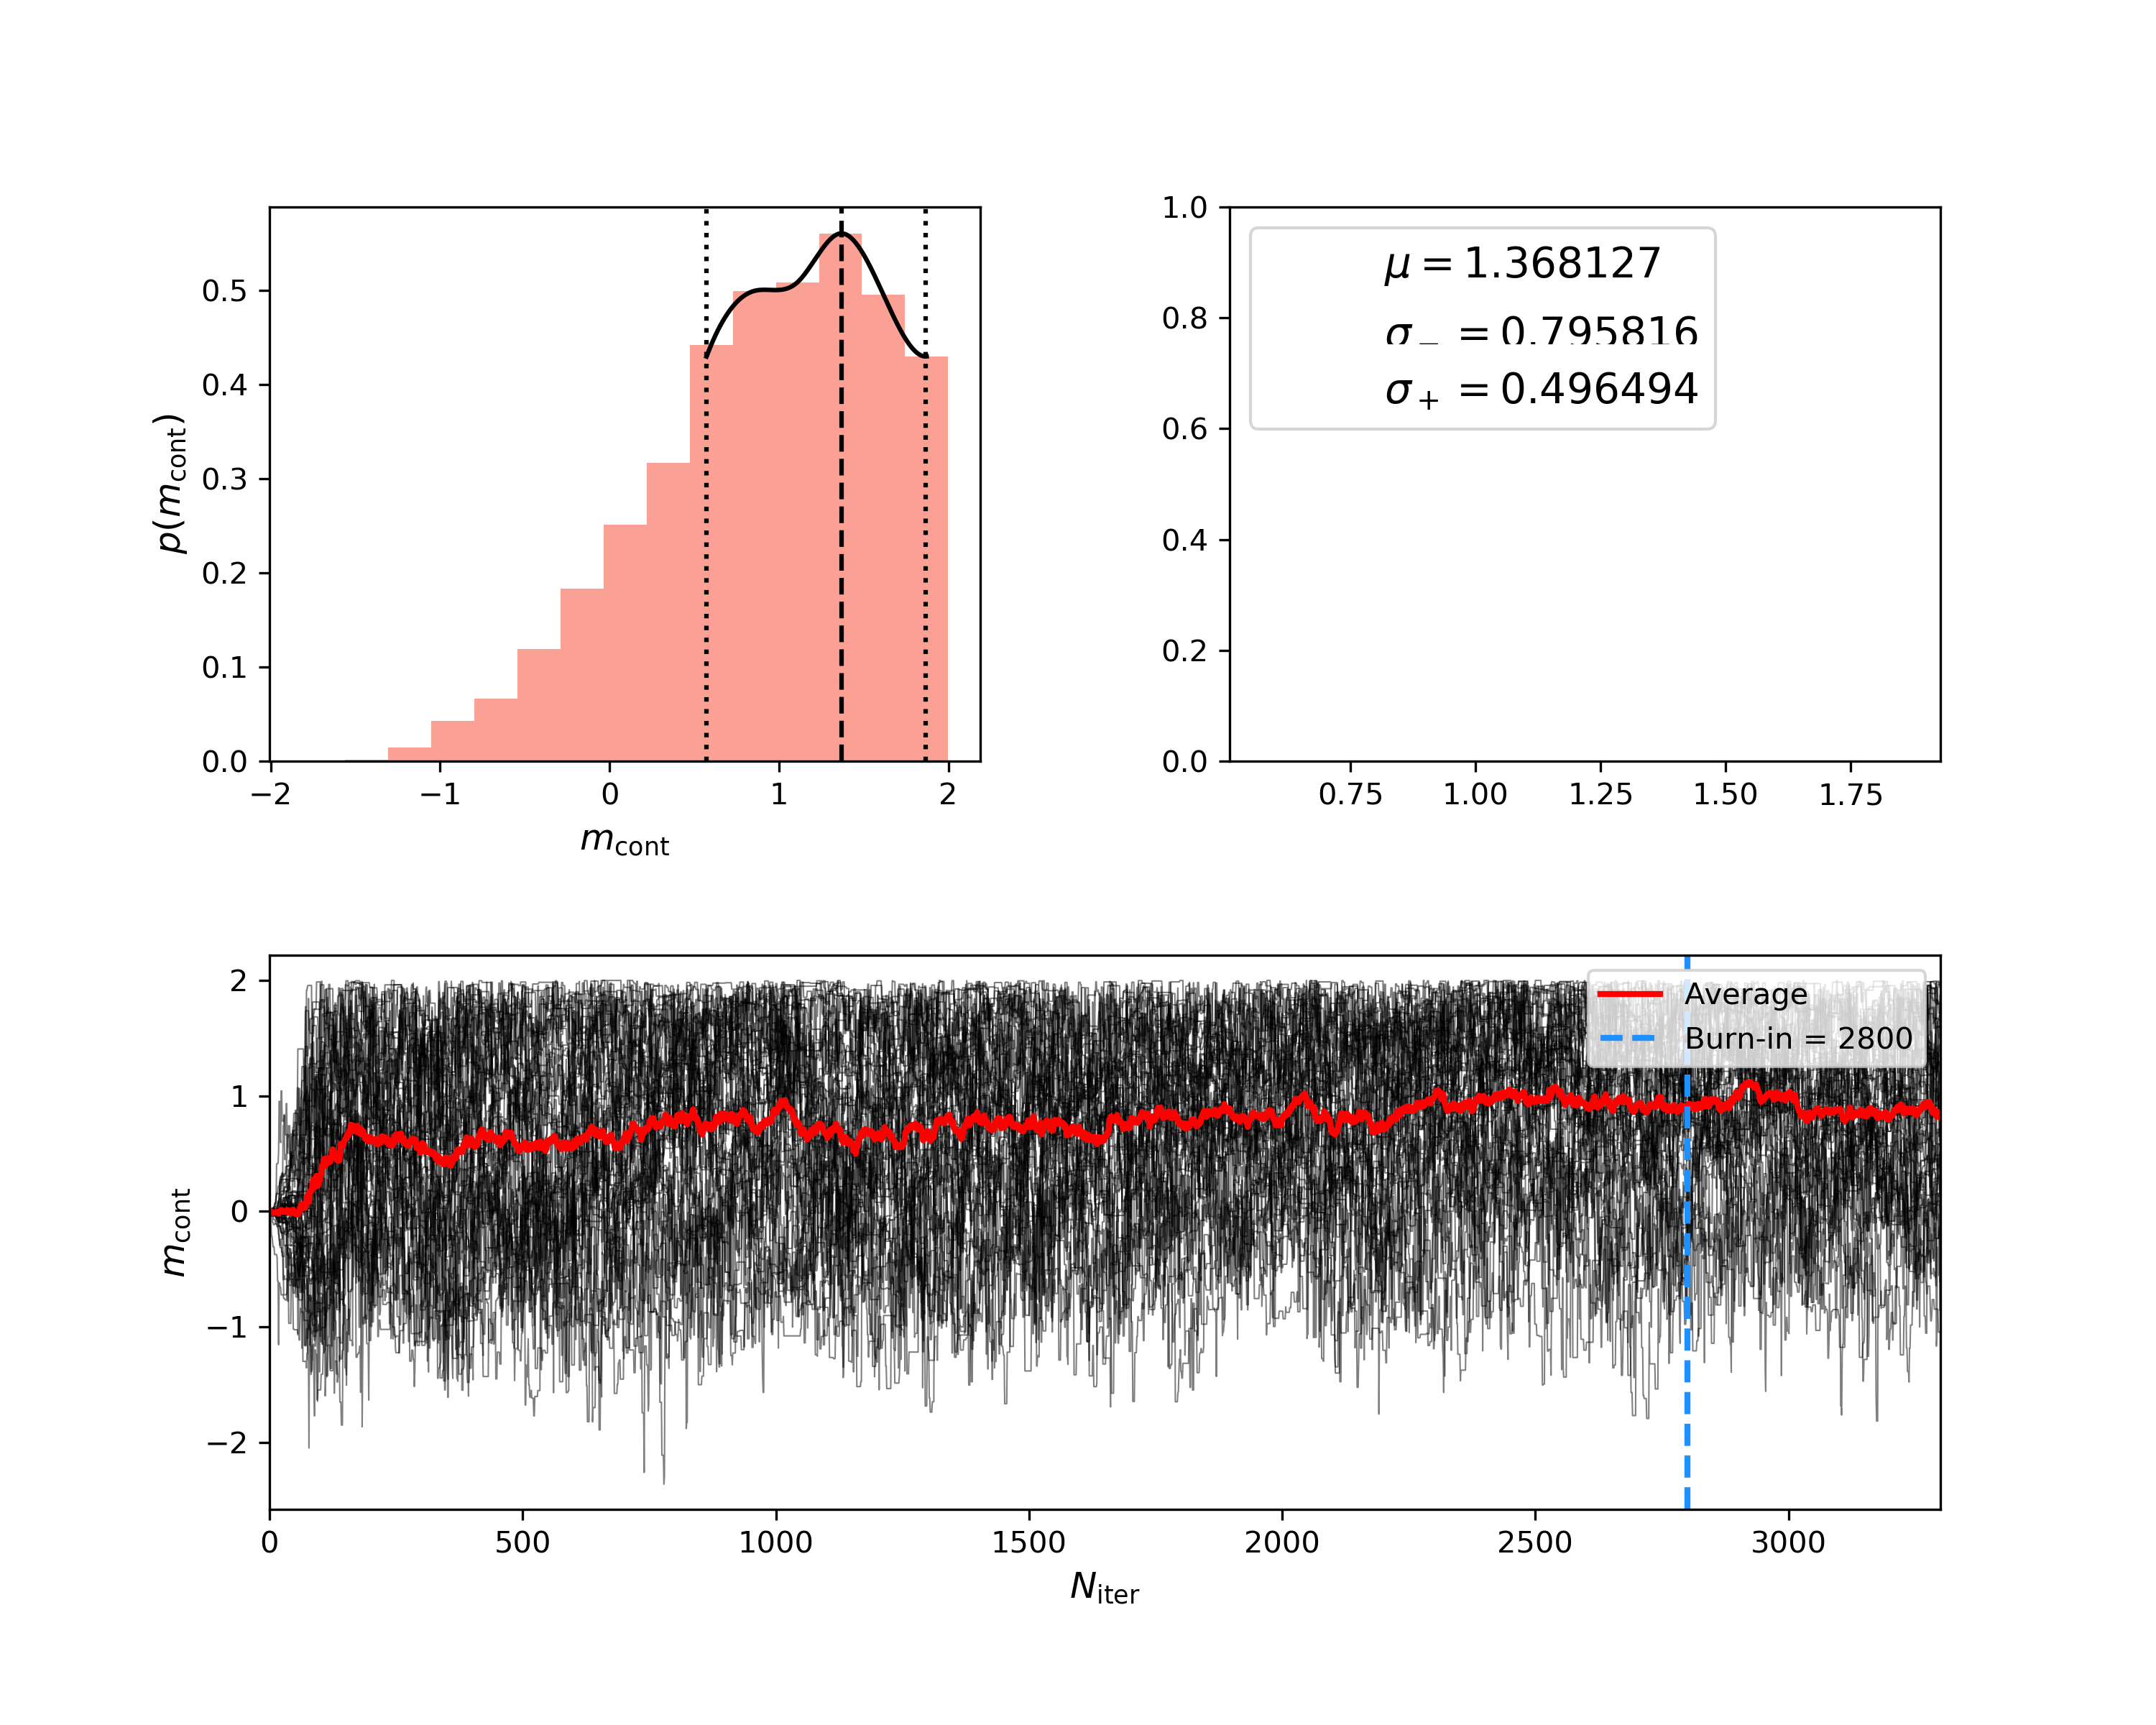 0.5
0.4
0.3
0.2
0.1
0.0
−2 −1 0 1 2
p(m_cont)
m_cont
1.0
0.8
0.6
0.4
0.2
0.0
0.75 1.00 1.25 1.50 1.75
μ = 1.368127
σ_− = 0.795816
σ_+ = 0.496494
2
1
0
−1
−2
m_cont
Average
Burn-in = 2800
0 500 1000 1500 2000 2500 3000
N_iter